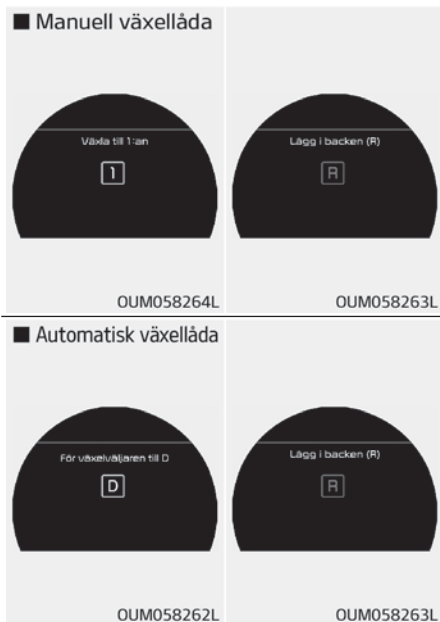 ■ Manuell växellåda
Växla till 1:an
1
OUM058264L
Lägg i backen (R)
R
OUM058263L
■ Automatisk växellåda
För växelväljaren till D
D
OUM058262L
Lägg i backen (R)
R
OUM058263L